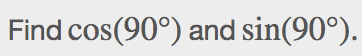 Find cos(90°) and sin(90°).